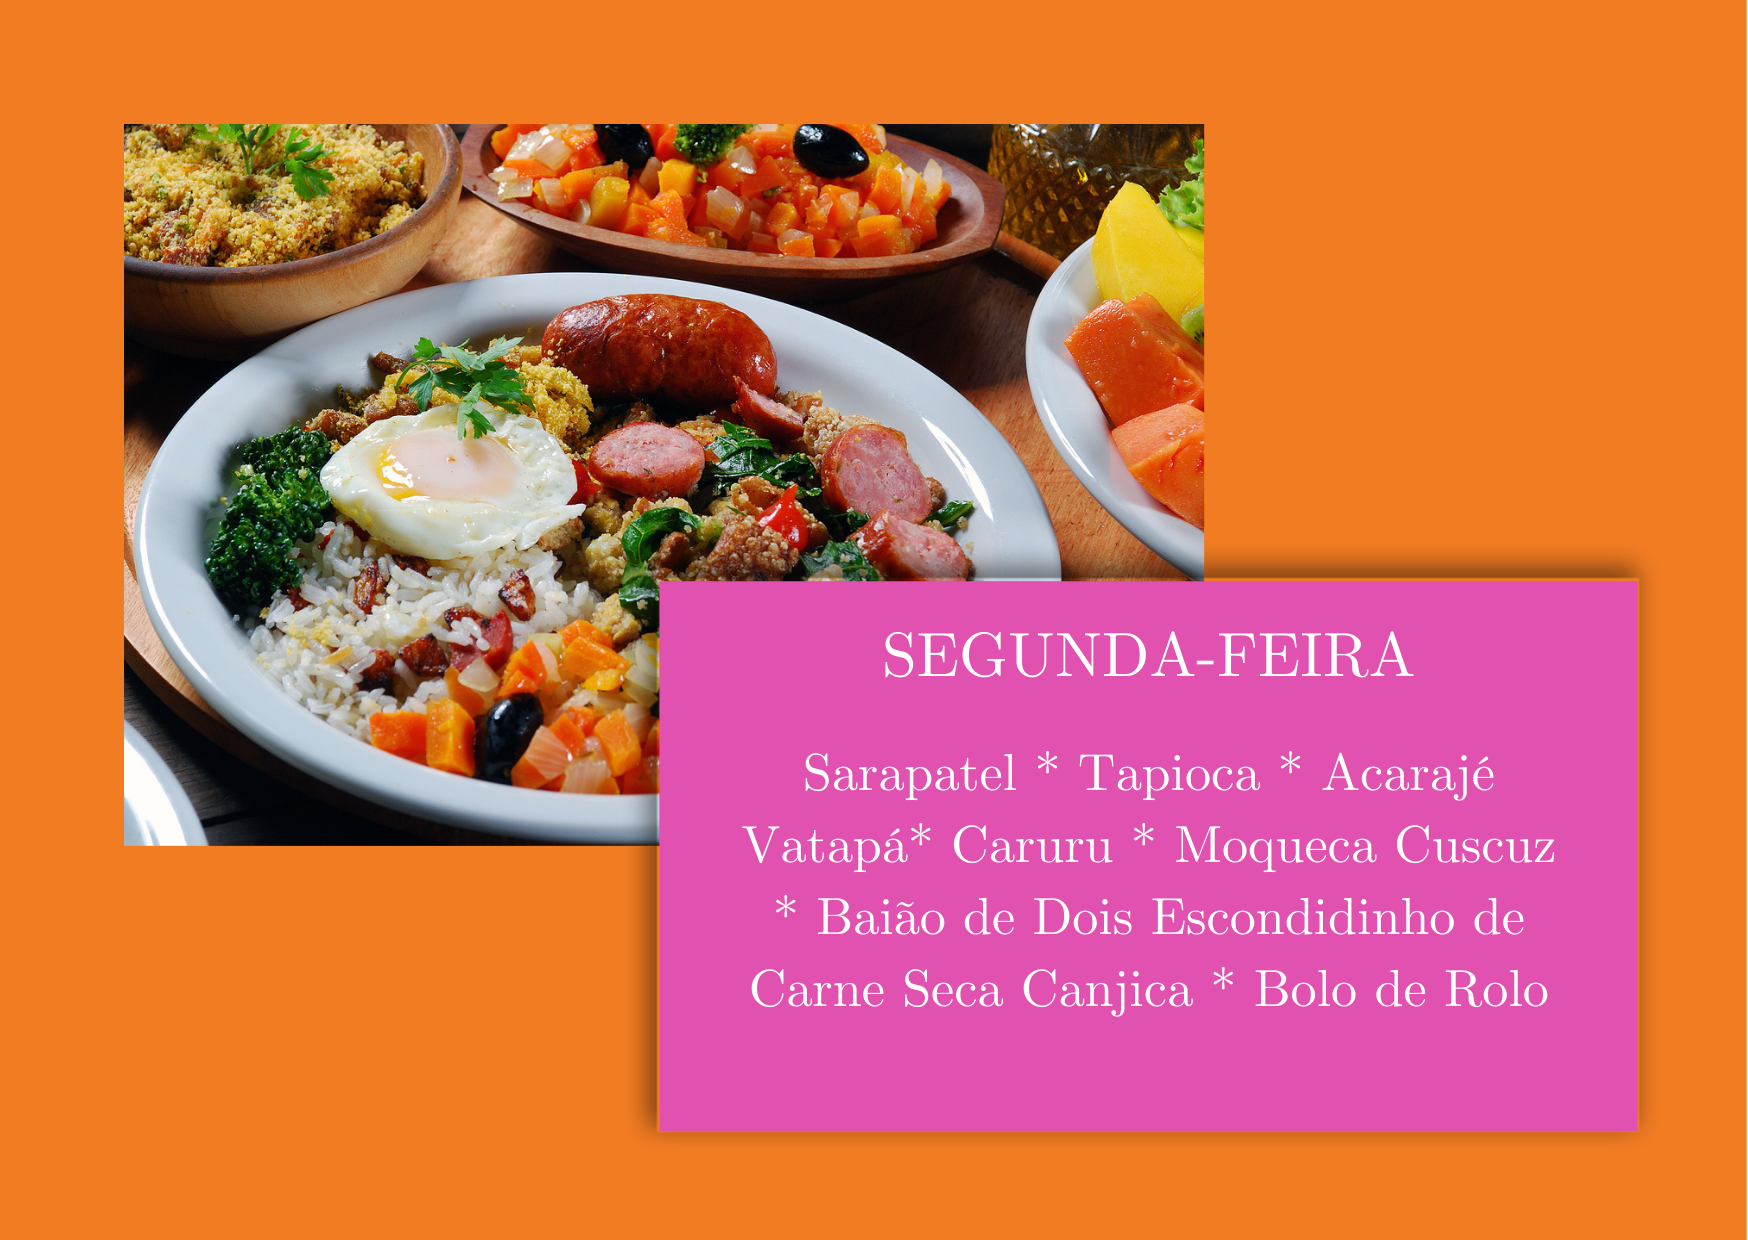 SEGUNDA-FEIRA
Sarapatel * Tapioca * Acarajé
Vatapá* Caruru * Moqueca Cuscuz
* Baião de Dois Escondidinho de
Carne Seca Canjica * Bolo de Rolo